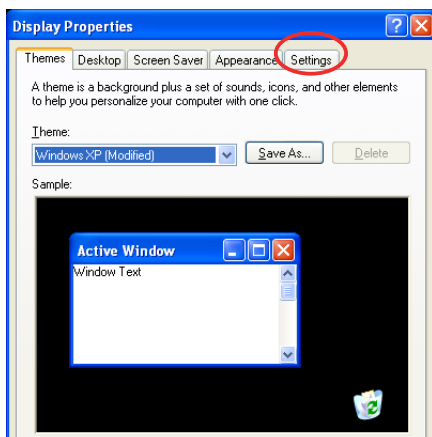 Display Properties
Themes Desktop Screen Saver Appearance Settings
A theme is a background plus a set of sounds, icons, and other elements
to help you personalize your computer with one click.
Theme:
Windows XP (Modified) Save As... Delete
Sample:
Active Window
Window Text